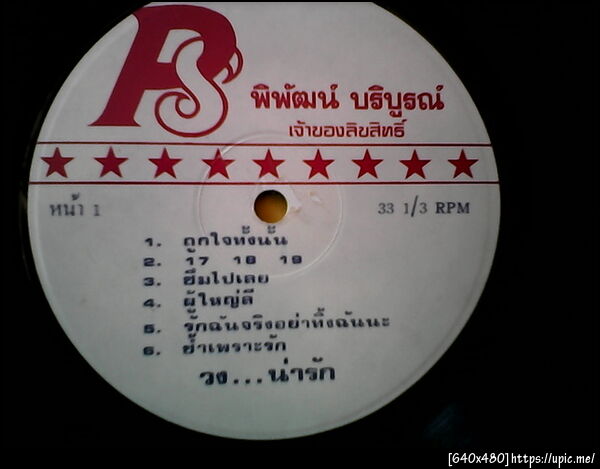 PS
พิพัฒน์ บริบูรณ์
เจ้าของลิขสิทธิ์
หน้า 1
33 1/3 RPM
1. ถูกใจทั้งนั้น
2. 17 18 19
3. ฮึมไปเลย
4. ผู้ใหญ่ลี
5. รักฉันจริงอย่าทิ้งฉันนะ
6. ช้ำเพราะรัก
วง...น่ารัก
[640x480]https://upic.me/